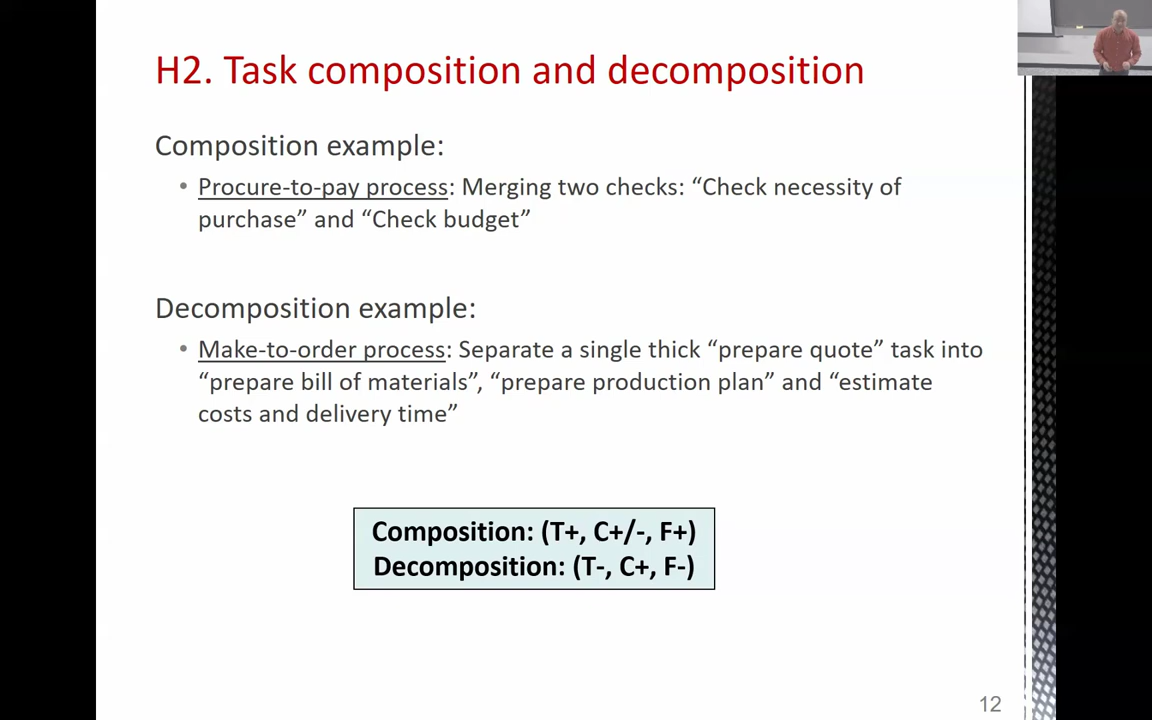 H2. Task composition and decomposition
Composition example:
• Procure-to-pay process: Merging two checks: “Check necessity of
purchase” and “Check budget”
Decomposition example:
• Make-to-order process: Separate a single thick “prepare quote” task into
“prepare bill of materials”, “prepare production plan” and “estimate
costs and delivery time”
Composition: (T+, C+/-, F+)
Decomposition: (T-, C+, F-)
12